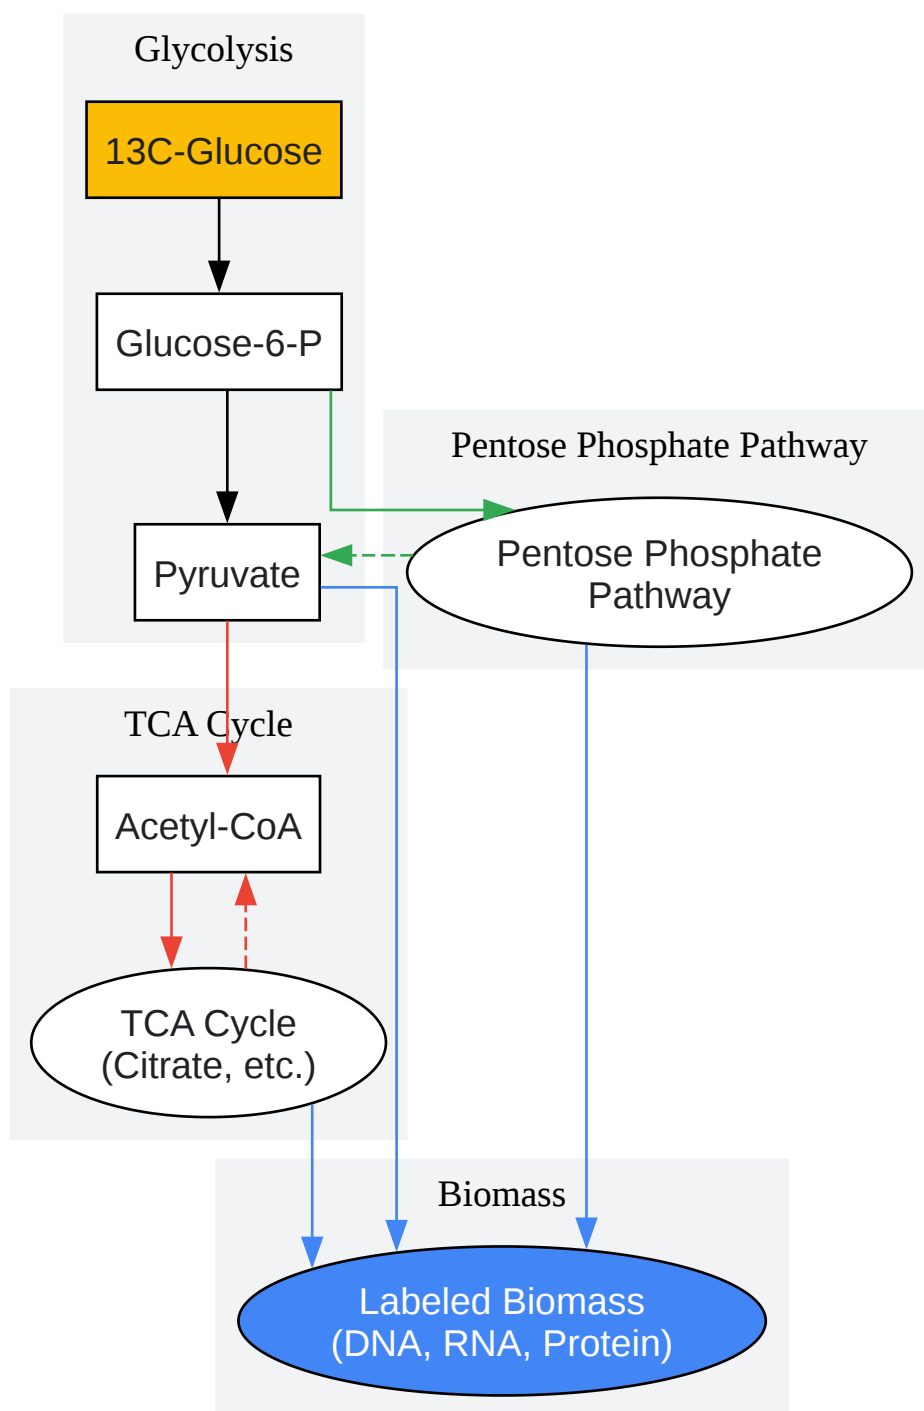 Glycolysis
13C-Glucose
Glucose-6-P
Pentose Phosphate Pathway
Pentose Phosphate
Pathway
Pyruvate
TCA Cycle
Acetyl-CoA
TCA Cycle
(Citrate, etc.)
Biomass
Labeled Biomass
(DNA, RNA, Protein)